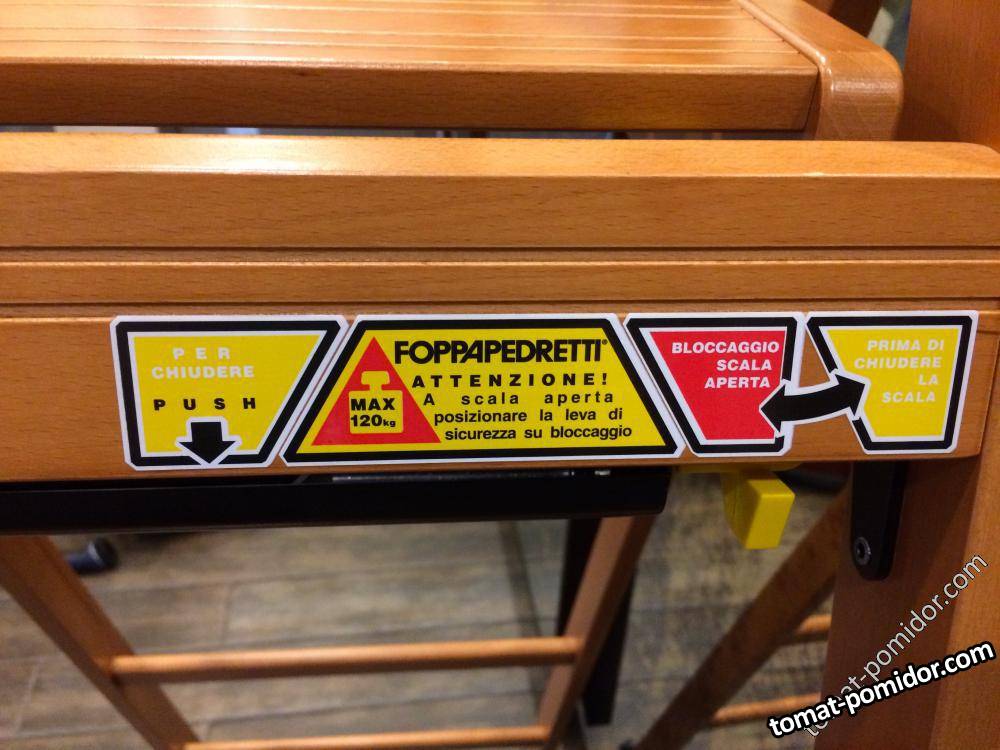 PER
CHIUDERE
PUSH
FOPPAPEDRETTI®
ATTENZIONE!
A scala aperta
posizionare la leva di
sicurezza su bloccaggio
MAX
120kg
BLOCCAGGIO
SCALA
APERTA
PRIMA DI
CHIUDERE
LA
SCALA
tomat-pomidor.com
tomat-pomidor.com